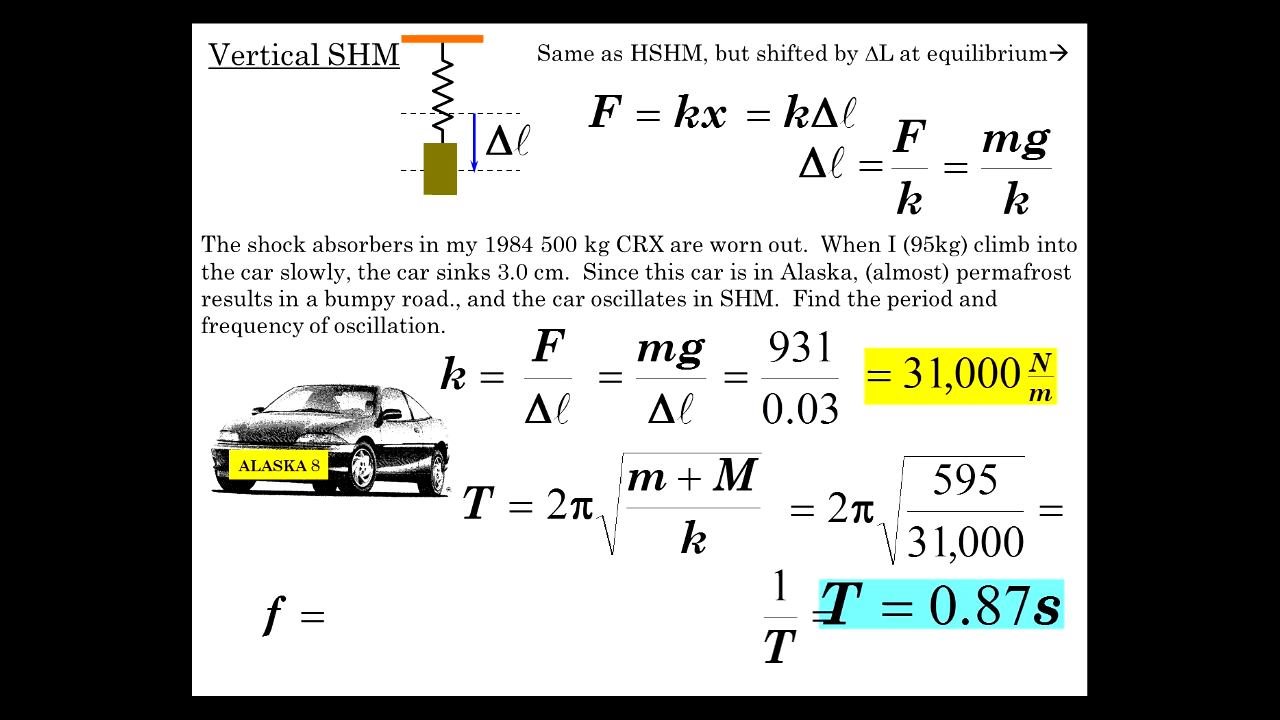 Vertical SHM
Same as HSHM, but shifted by ΔL at equilibrium→
F = kx = kΔℓ
Δℓ
Δℓ = F/k = mg/k
The shock absorbers in my 1984 500 kg CRX are worn out. When I (95kg) climb into
the car slowly, the car sinks 3.0 cm. Since this car is in Alaska, (almost) permafrost
results in a bumpy road., and the car oscillates in SHM. Find the period and
frequency of oscillation.
k = F/Δℓ = mg/Δℓ = 931/0.03 = 31,000 N/m
ALASKA 8
T = 2π√((m + M)/k) = 2π√(595/31,000) =
T = 0.87s
f = 1/T =